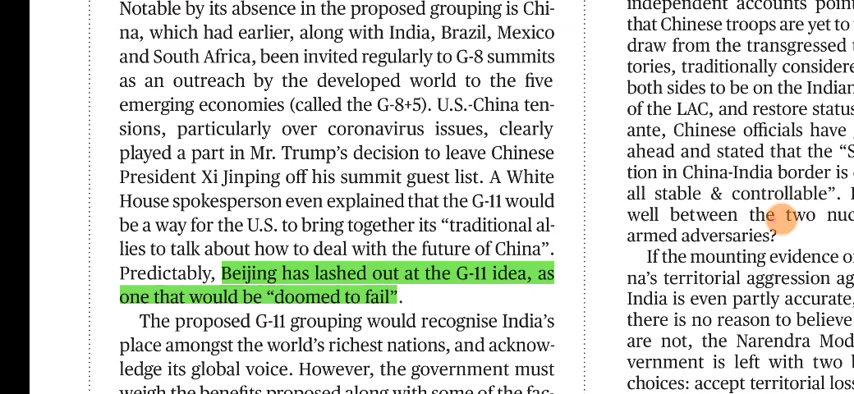 Notable by its absence in the proposed grouping is Chi-
na, which had earlier, along with India, Brazil, Mexico
and South Africa, been invited regularly to G-8 summits
as an outreach by the developed world to the five
emerging economies (called the G-8+5). U.S.-China ten-
sions, particularly over coronavirus issues, clearly
played a part in Mr. Trump’s decision to leave Chinese
President Xi Jinping off his summit guest list. A White
House spokesperson even explained that the G-11 would
be a way for the U.S. to bring together its “traditional al-
lies to talk about how to deal with the future of China”.
Predictably, Beijing has lashed out at the G-11 idea, as
one that would be “doomed to fail”.
The proposed G-11 grouping would recognise India’s
place amongst the world’s richest nations, and acknow-
ledge its global voice. However, the government must
weigh the benefits proposed along with some of the fac-
independent accounts point
that Chinese troops are yet to
draw from the transgressed
tories, traditionally considere
both sides to be on the Indian
of the LAC, and restore status
ante, Chinese officials have
ahead and stated that the “S
tion in China-India border is
all stable & controllable”.
well between the two nuc
armed adversaries?
If the mounting evidence o
na’s territorial aggression ag
India is even partly accurate,
there is no reason to believe
are not, the Narendra Mod
vernment is left with two
choices: accept territorial loss